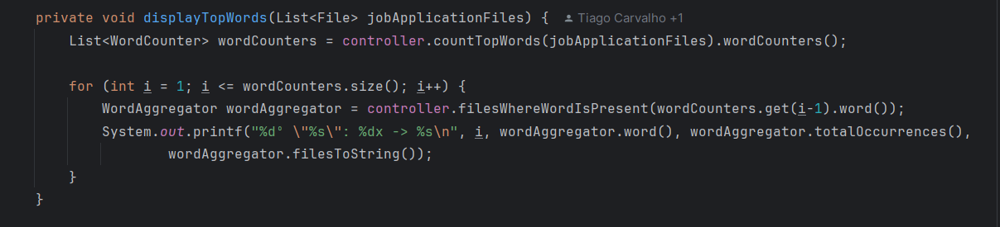 private void displayTopWords(List<File> jobApplicationFiles) { Tiago Carvalho +1
List<WordCounter> wordCounters = controller.countTopWords(jobApplicationFiles).wordCounters();
for (int i = 1; i <= wordCounters.size(); i++) {
WordAggregator wordAggregator = controller.filesWhereWordIsPresent(wordCounters.get(i-1).word());
System.out.printf("%d° \"%s\": %dx -> %s\n", i, wordAggregator.word(), wordAggregator.totalOccurrences(),
wordAggregator.filesToString());
}
}